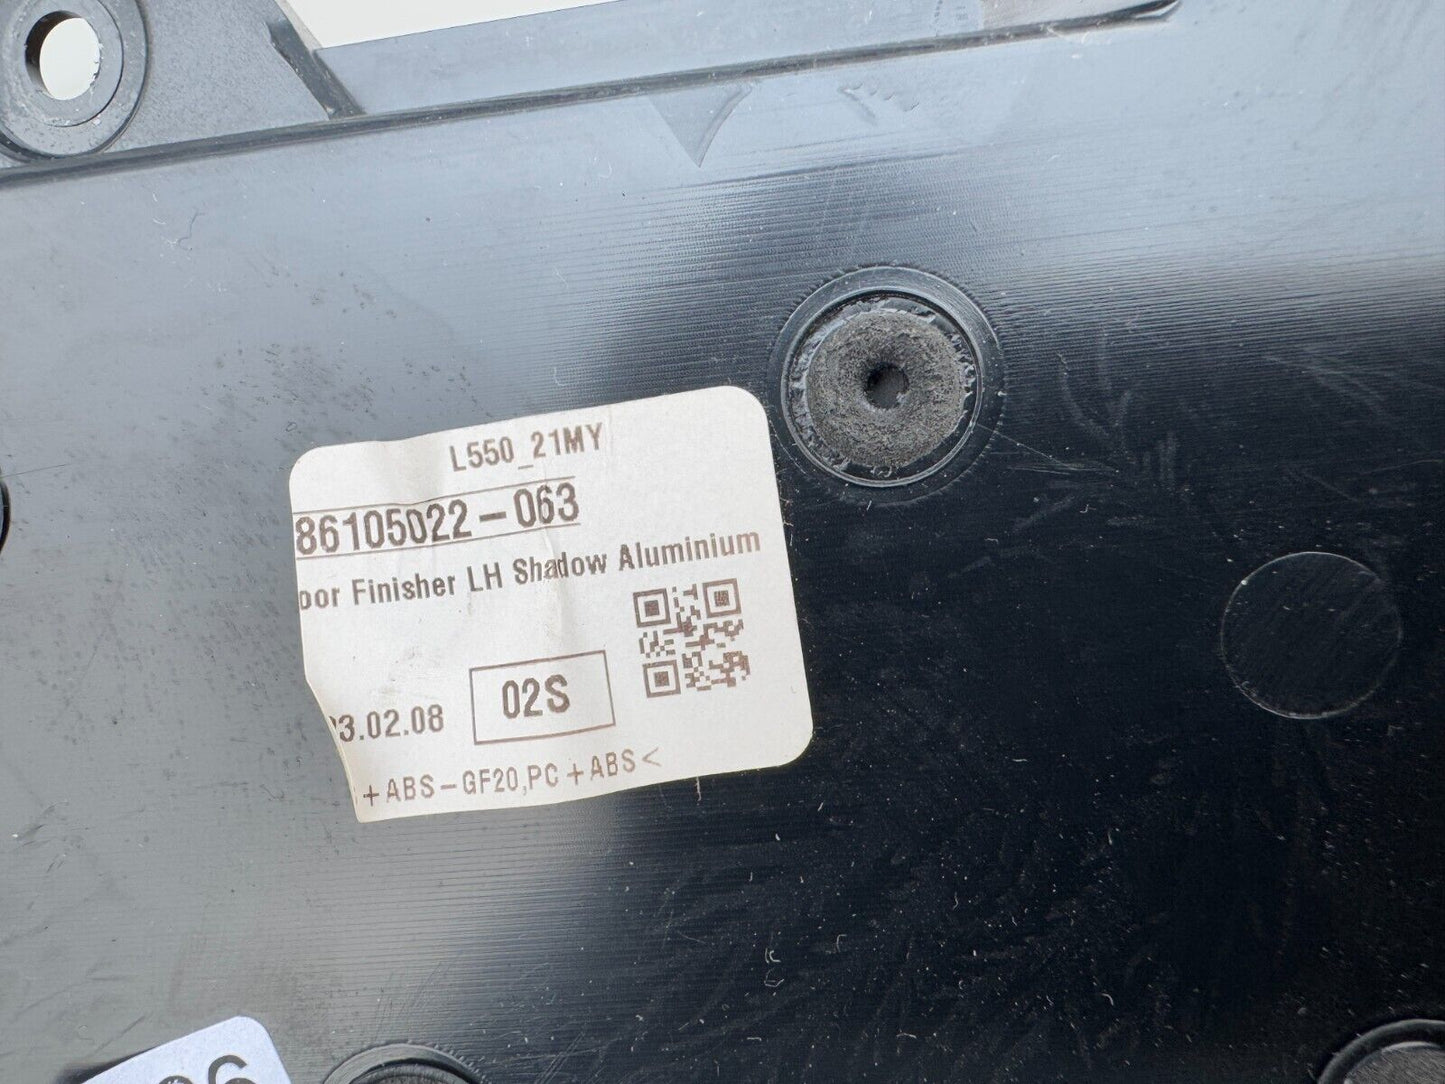 L550_21MY
86105022-063
oor Finisher LH Shadow Aluminium
3.02.08
02S
+ABS-GF20,PC+ABS<